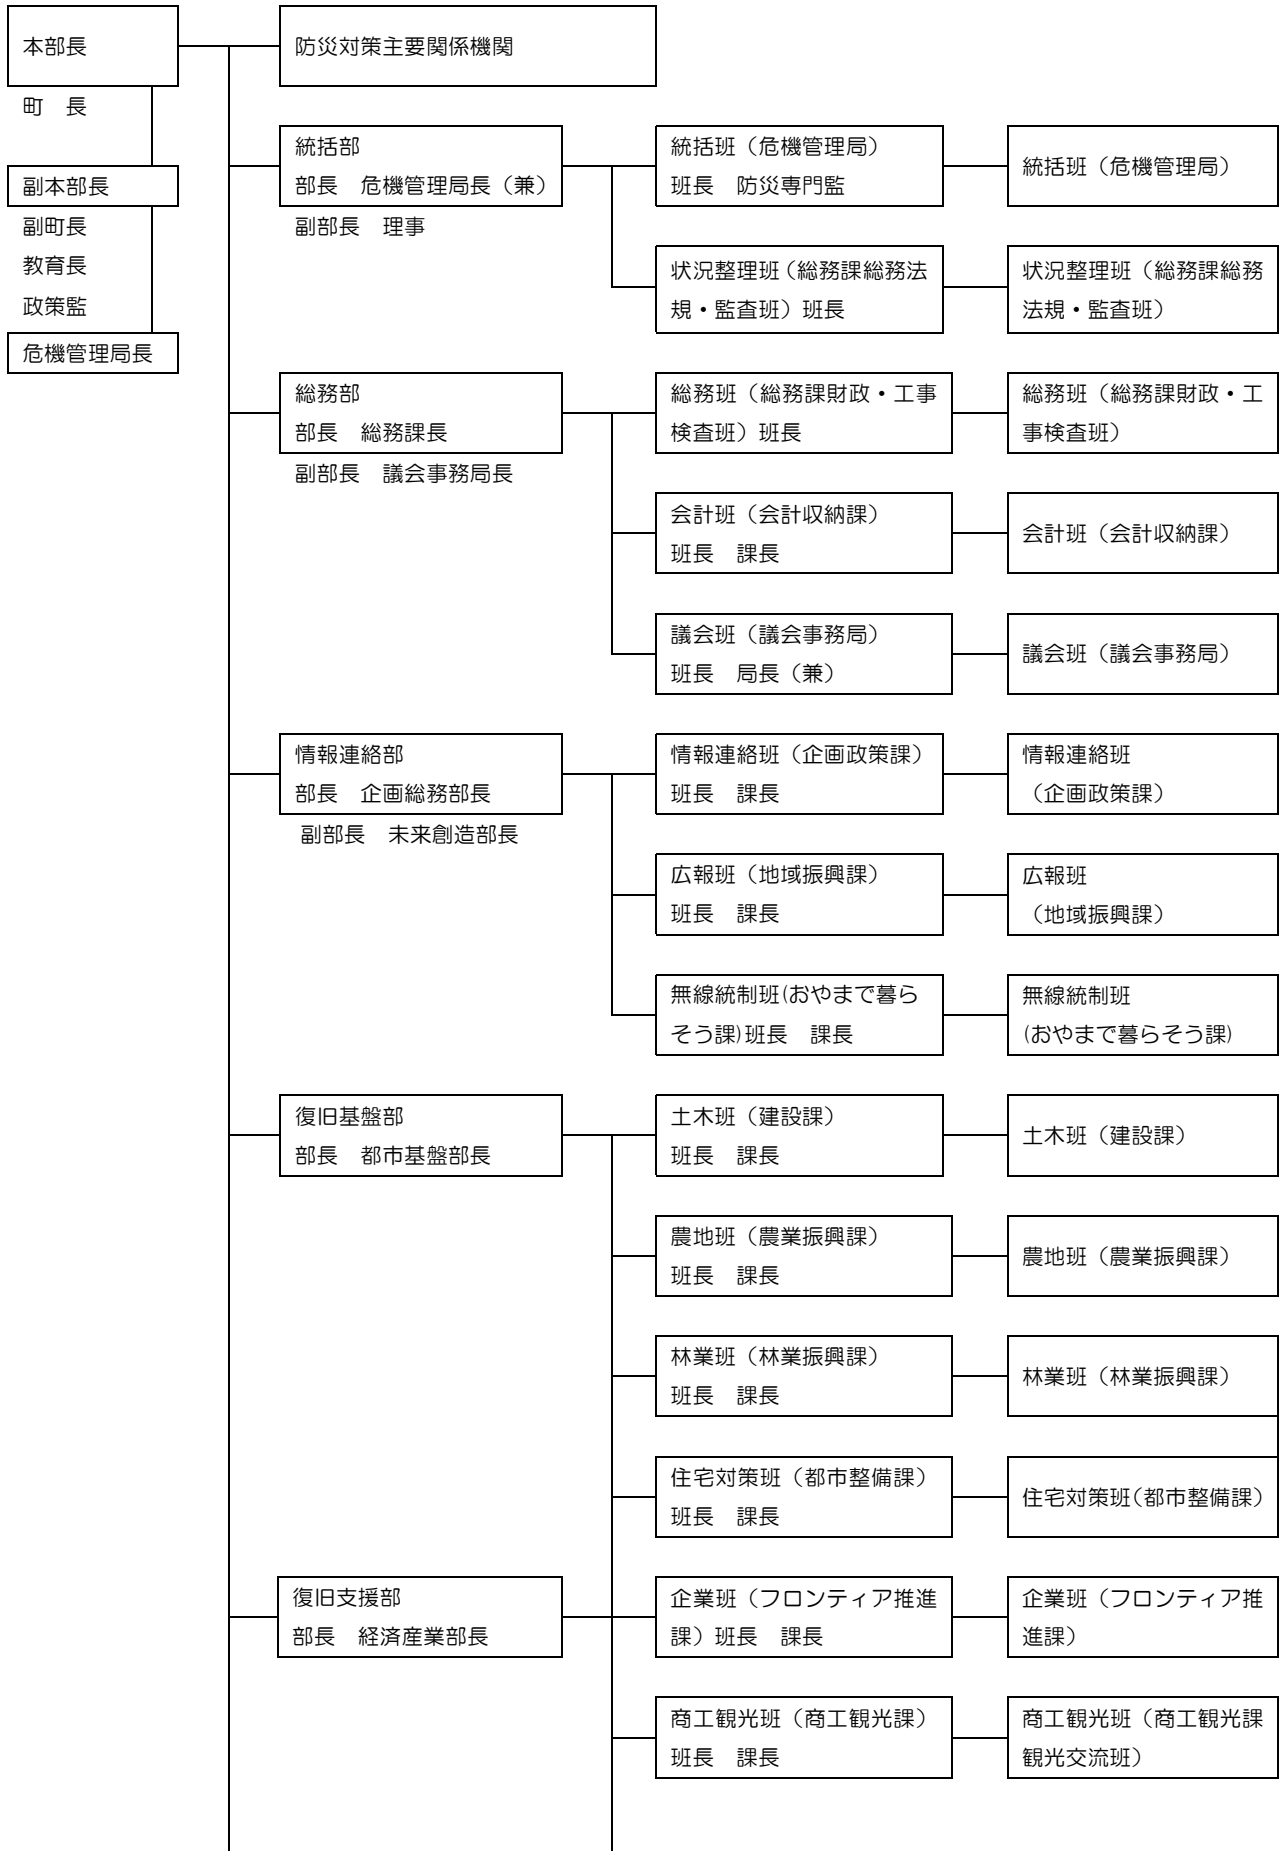 本部長
町　長
副本部長
副町長
教育長
政策監
危機管理局長
防災対策主要関係機関
統括部
部長　危機管理局長（兼）
副部長　理事
統括班（危機管理局）
班長　防災専門監
統括班（危機管理局）
状況整理班（総務課総務法
規・監査班）班長
状況整理班（総務課総務
法規・監査班）
総務部
部長　総務課長
副部長　議会事務局長
総務班（総務課財政・工事
検査班）班長
総務班（総務課財政・工
事検査班）
会計班（会計収納課）
班長　課長
会計班（会計収納課）
議会班（議会事務局）
班長　局長（兼）
議会班（議会事務局）
情報連絡部
部長　企画総務部長
副部長　未来創造部長
情報連絡班（企画政策課）
班長　課長
情報連絡班
（企画政策課）
広報班（地域振興課）
班長　課長
広報班
（地域振興課）
無線統制班(おやまで暮ら
そう課)班長　課長
無線統制班
(おやまで暮らそう課)
復旧基盤部
部長　都市基盤部長
土木班（建設課）
班長　課長
土木班（建設課）
農地班（農業振興課）
班長　課長
農地班（農業振興課）
林業班（林業振興課）
班長　課長
林業班（林業振興課）
住宅対策班（都市整備課）
班長　課長
住宅対策班（都市整備課）
復旧支援部
部長　経済産業部長
企業班（フロンティア推進
課）班長　課長
企業班（フロンティア推
進課）
商工観光班（商工観光課）
班長　課長
商工観光班（商工観光課
観光交流班）